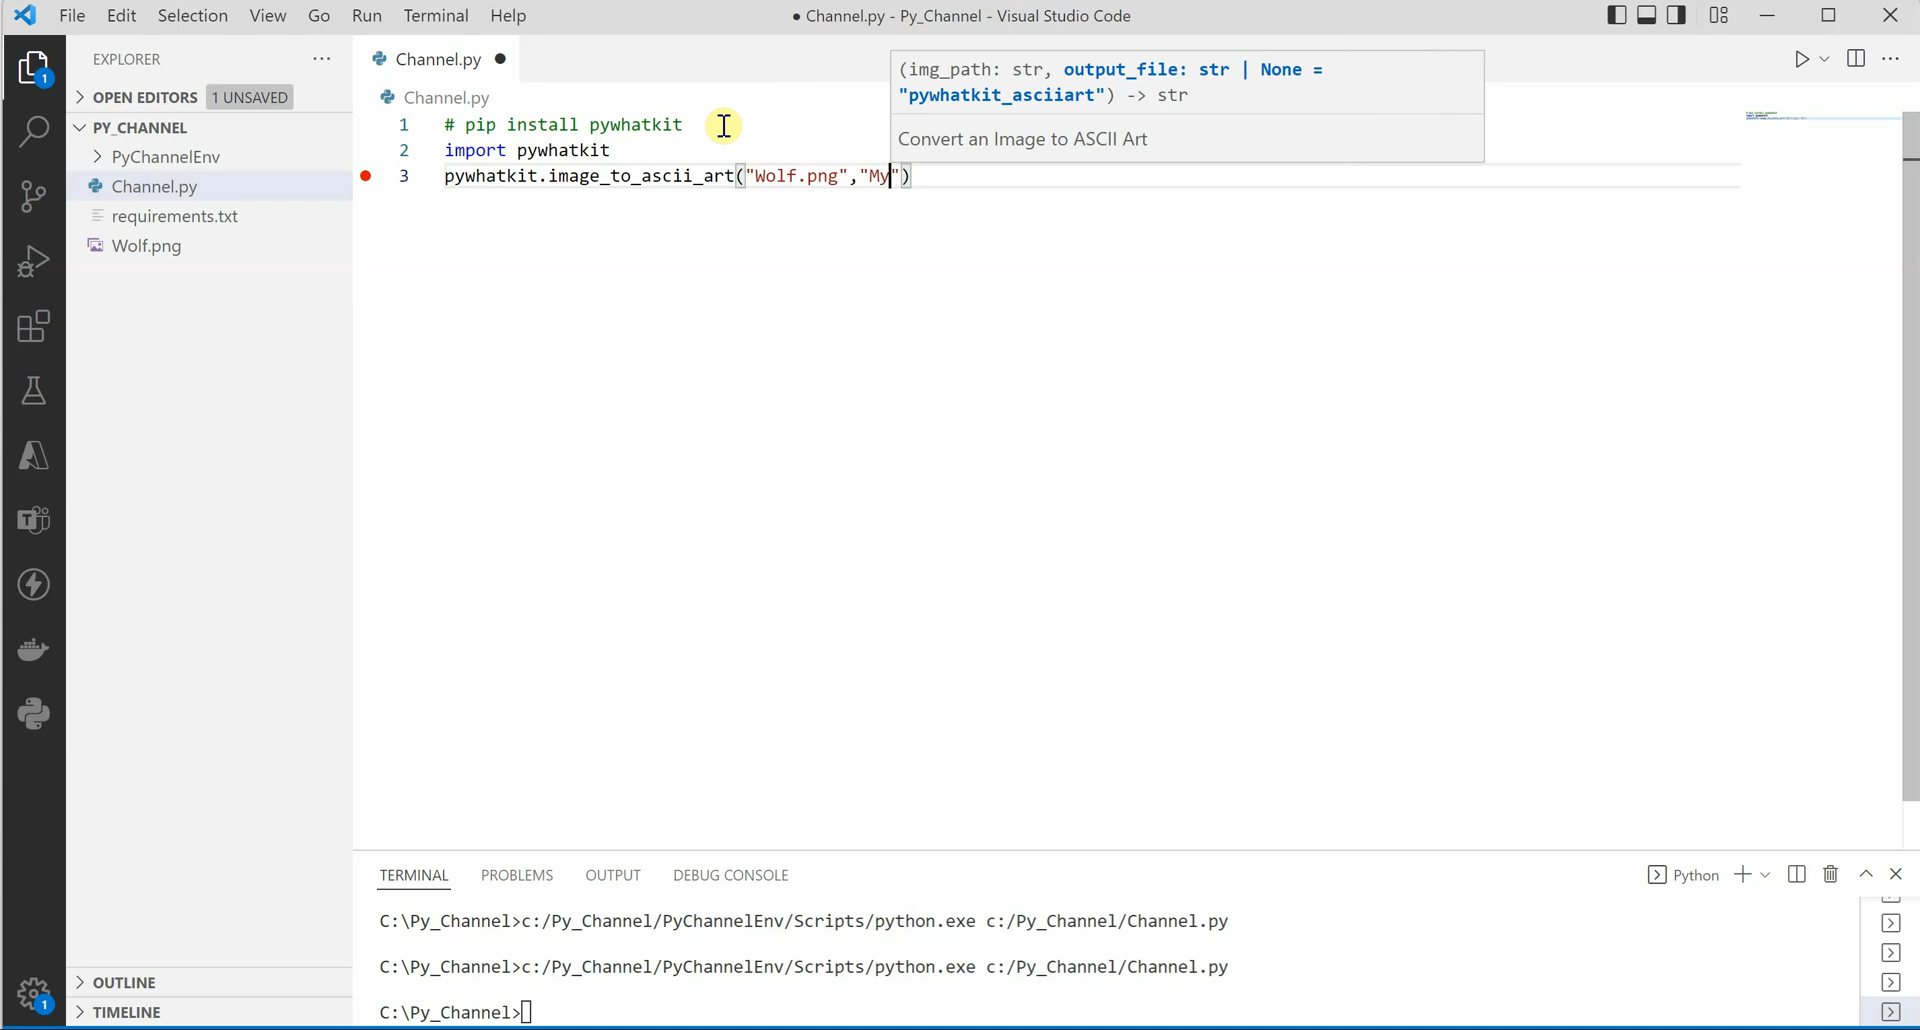 File Edit Selection View Go Run Terminal Help
● Channel.py - Py_Channel - Visual Studio Code
EXPLORER
OPEN EDITORS 1 UNSAVED
PY_CHANNEL
PyChannelEnv
Channel.py
requirements.txt
Wolf.png
OUTLINE
TIMELINE
1
1
Channel.py ●
Channel.py
(img_path: str, output_file: str | None =
"pywhatkit_asciiart") -> str
Convert an Image to ASCII Art
1 # pip install pywhatkit
2 import pywhatkit
3 pywhatkit.image_to_ascii_art("Wolf.png","My")
TERMINAL PROBLEMS OUTPUT DEBUG CONSOLE
Python
C:\Py_Channel>c:/Py_Channel/PyChannelEnv/Scripts/python.exe c:/Py_Channel/Channel.py
C:\Py_Channel>c:/Py_Channel/PyChannelEnv/Scripts/python.exe c:/Py_Channel/Channel.py
C:\Py_Channel>